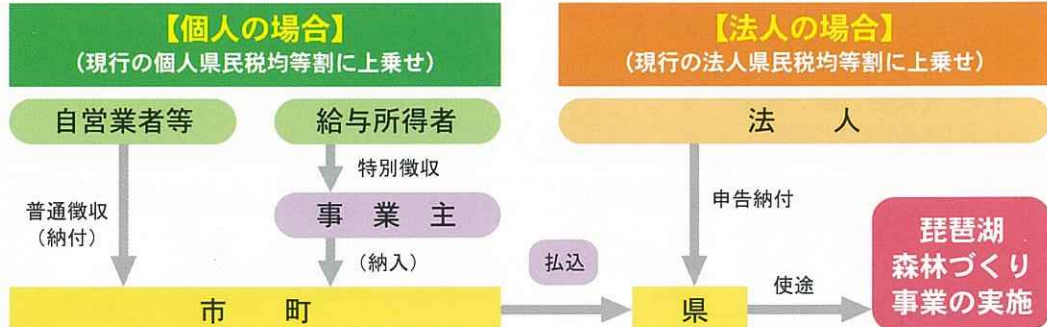 【個人の場合】
(現行の個人県民税均等割に上乗せ)
【法人の場合】
(現行の法人県民税均等割に上乗せ)
自営業者等
給与所得者
法　人
特別徴収
普通徴収
(納付)
事　業　主
申告納付
(納入)
払込
琵琶湖
森林づくり
事業の実施
市　町
県
使途